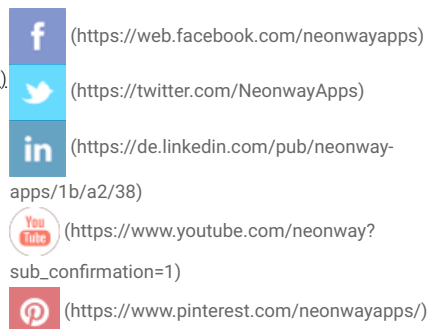 f (https://web.facebook.com/neonwayapps)
) (https://twitter.com/NeonwayApps)
in (https://de.linkedin.com/pub/neonway-
apps/1b/a2/38)
You
Tube (https://www.youtube.com/neonway?
sub_confirmation=1)
(https://www.pinterest.com/neonwayapps/)